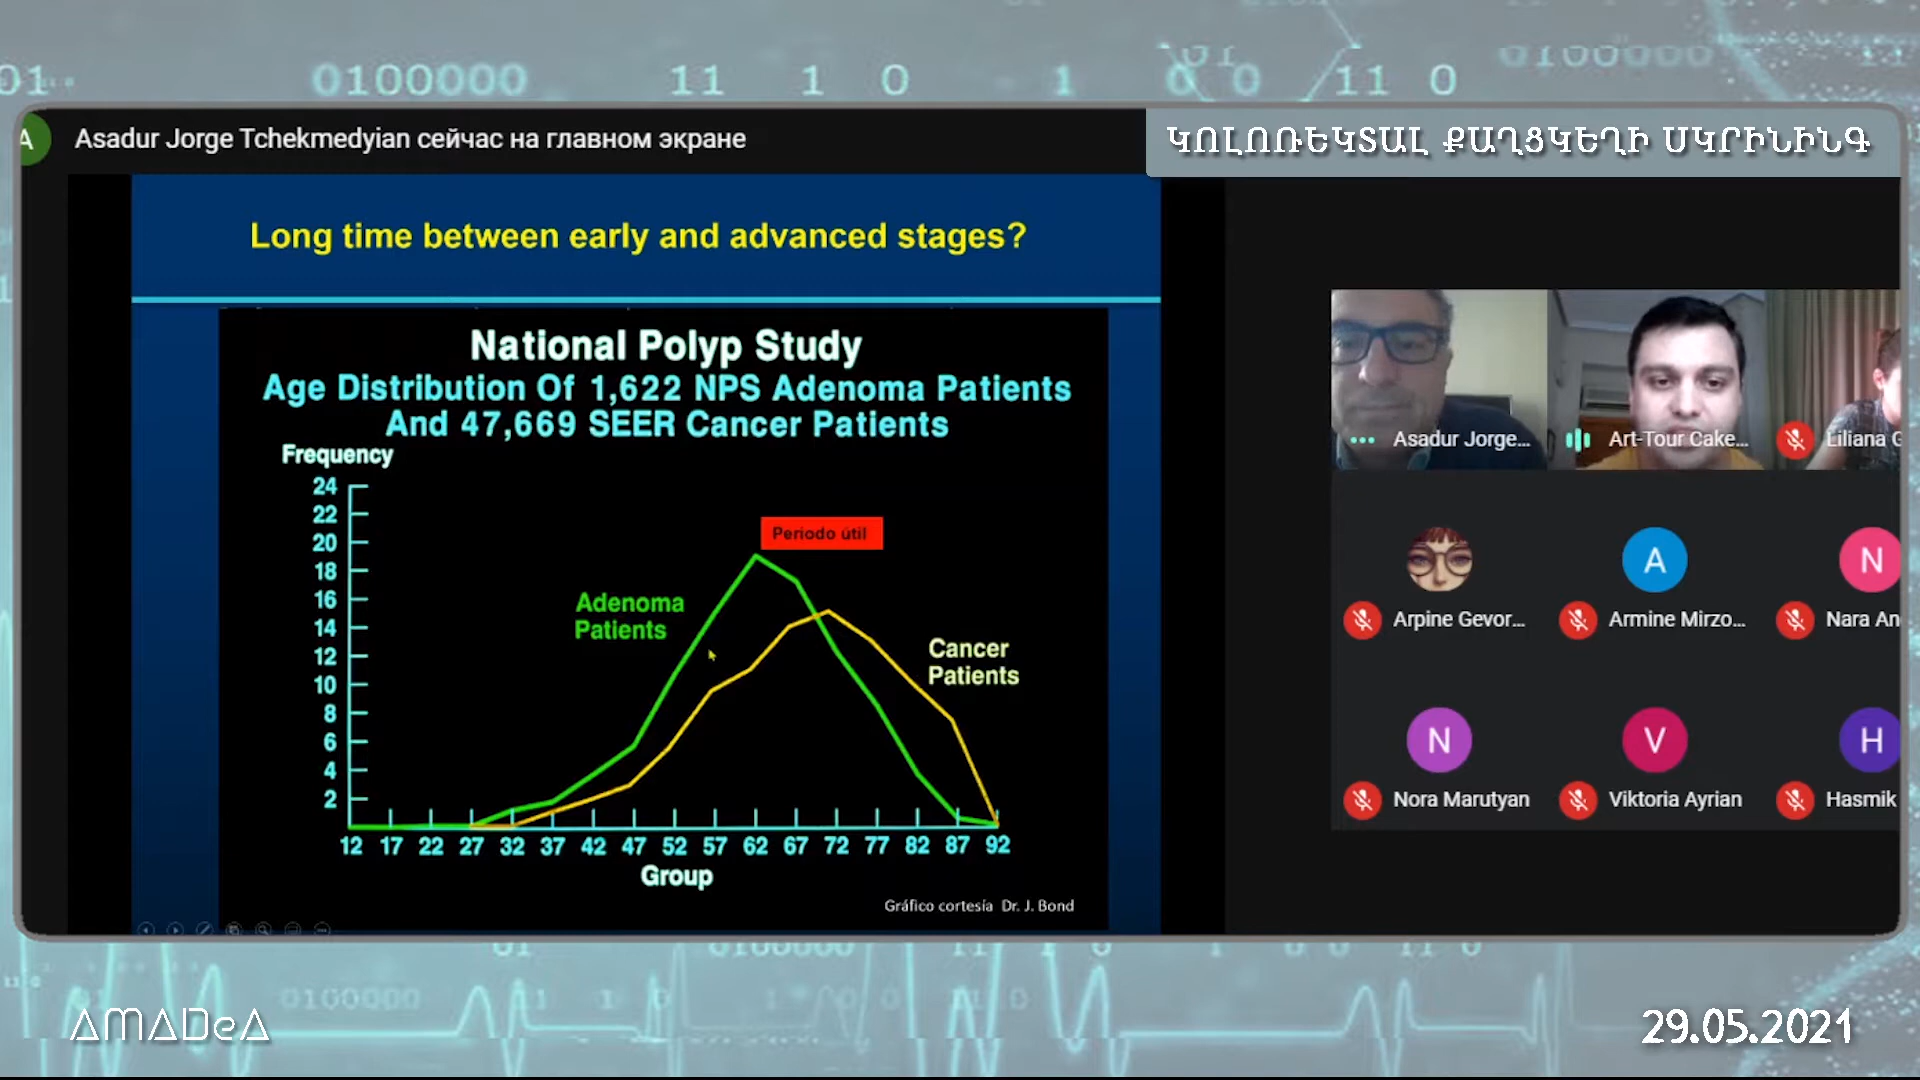 01
0100000
11 1 0
1
0 0
11 0
0100000
A
Asadur Jorge Tchekmedyian сейчас на главном экране
ԿՈԼՈՌԵԿՏԱԼ ՔԱՂՑԿԵՂԻ ՍԿՐԻՆԻՆԳ
Long time between early and advanced stages?
National Polyp Study
Age Distribution Of 1,622 NPS Adenoma Patients
And 47,669 SEER Cancer Patients
Frequency
24
22
20
18
16
14
12
10
8
6
4
2
Periodo útil
Adenoma
Patients
Cancer
Patients
12 17 22 27 32 37 42 47 52 57 62 67 72 77 82 87 92
Group
Gráfico cortesía Dr. J. Bond
Asadur Jorge...
Art-Tour Cake...
Liliana G
Arpine Gevor...
A
Armine Mirzo...
N
Nara An
N
Nora Marutyan
V
Viktoria Ayrian
H
Hasmik
AMADeA
29.05.2021